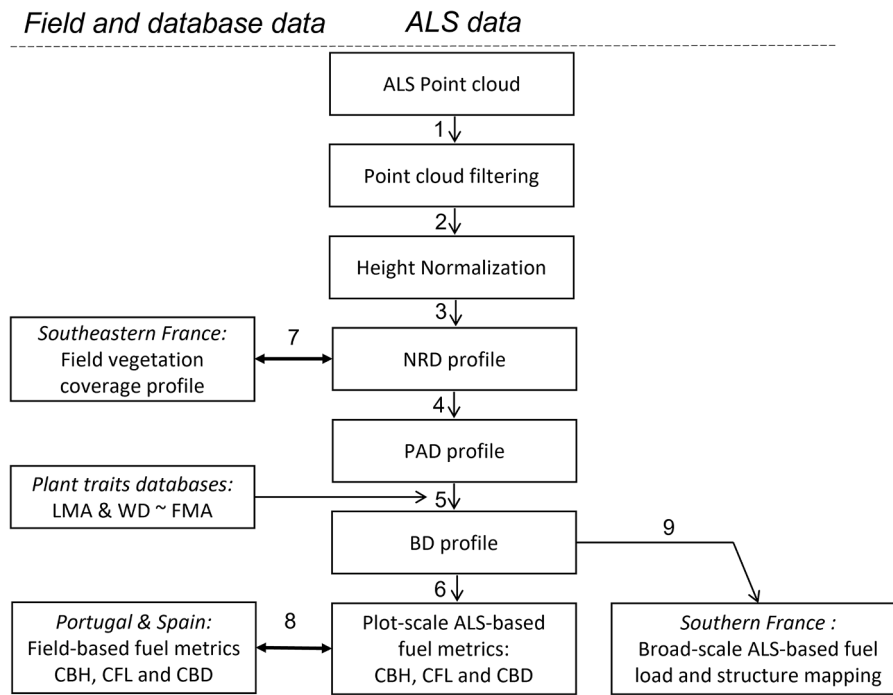 Field and database data
ALS data
ALS Point cloud
1
Point cloud filtering
2
Height Normalization
3
Southeastern France:
Field vegetation
coverage profile
7
NRD profile
4
PAD profile
Plant traits databases:
LMA & WD ~ FMA
5
BD profile
9
6
Portugal & Spain:
Field-based fuel metrics
CBH, CFL and CBD
8
Plot-scale ALS-based
fuel metrics:
CBH, CFL and CBD
Southern France :
Broad-scale ALS-based fuel
load and structure mapping